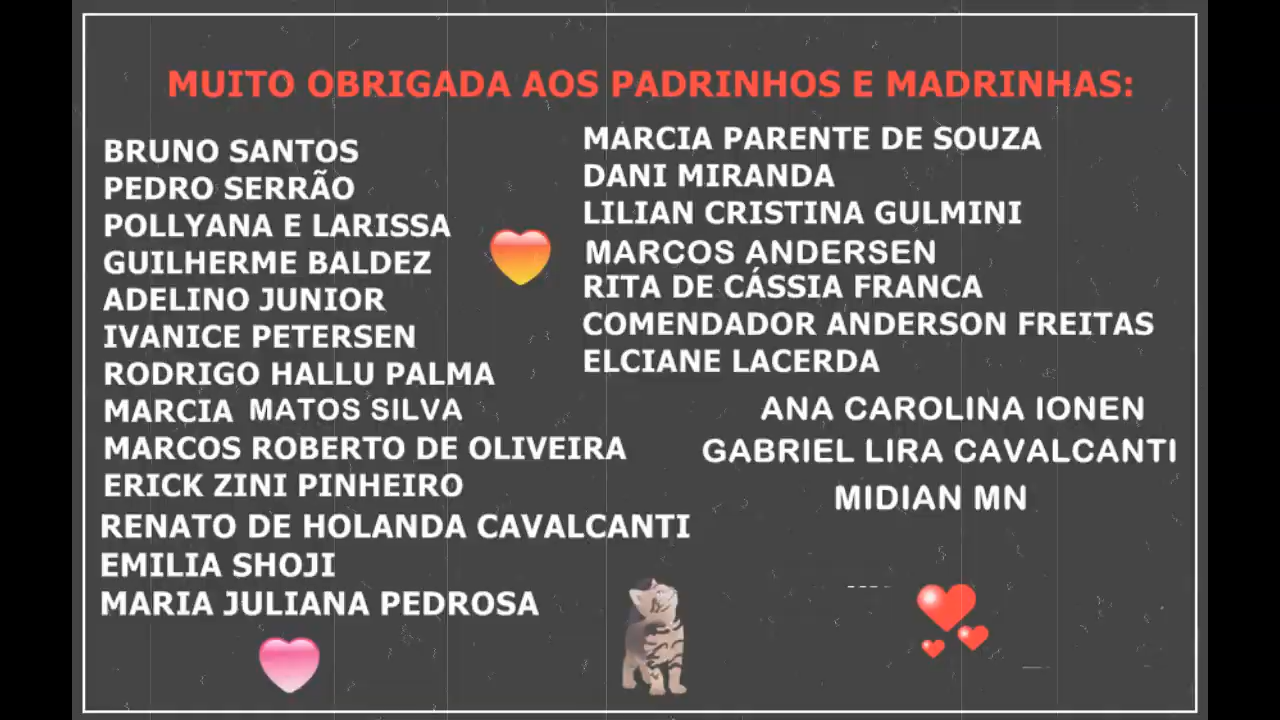 MUITO OBRIGADA AOS PADRINHOS E MADRINHAS:
BRUNO SANTOS
PEDRO SERRÃO
POLLYANA E LARISSA
GUILHERME BALDEZ
ADELINO JUNIOR
IVANICE PETERSEN
RODRIGO HALLU PALMA
MARCIA MATOS SILVA
MARCOS ROBERTO DE OLIVEIRA
ERICK ZINI PINHEIRO
RENATO DE HOLANDA CAVALCANTI
EMILIA SHOJI
MARIA JULIANA PEDROSA
MARCIA PARENTE DE SOUZA
DANI MIRANDA
LILIAN CRISTINA GULMINI
MARCOS ANDERSEN
RITA DE CÁSSIA FRANCA
COMENDADOR ANDERSON FREITAS
ELCIANE LACERDA
ANA CAROLINA IONEN
GABRIEL LIRA CAVALCANTI
MIDIAN MN